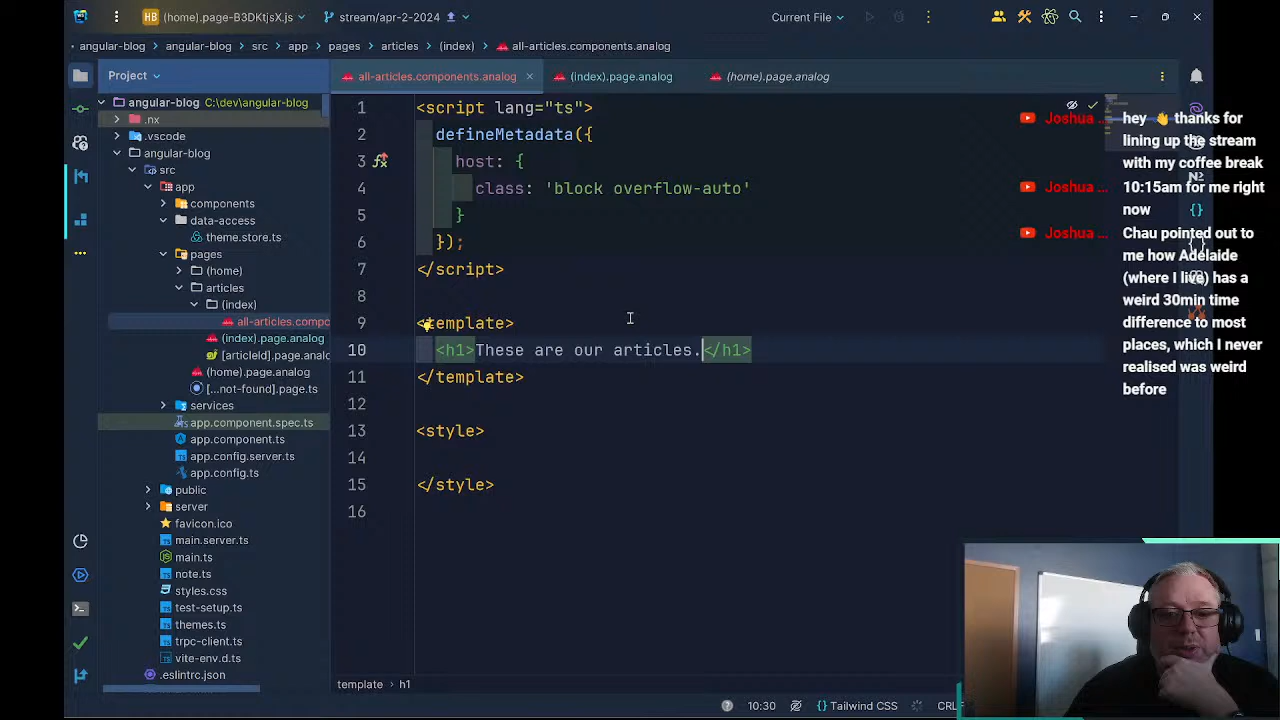 HB (home).page-B3DKtjsX.js
stream/apr-2-2024
Current File
angular-blog
angular-blog
src
app
pages
articles
(index)
all-articles.components.analog
Project
all-articles.components.analog
(index).page.analog
(home).page.analog
angular-blog C:\dev\angular-blog
.nx
.vscode
angular-blog
src
app
components
data-access
theme.store.ts
pages
(home)
articles
(index)
all-articles.compo
(index).page.analog
[articleId].page.ana
(home).page.analog
[...not-found].page.ts
services
app.component.spec.ts
app.component.ts
app.config.server.ts
app.config.ts
public
server
favicon.ico
main.server.ts
main.ts
note.ts
styles.css
test-setup.ts
themes.ts
trpc-client.ts
vite-env.d.ts
.eslintrc.json
1 <script lang="ts">
2 defineMetadata({
3 host: {
4 class: 'block overflow-auto'
5 }
6 });
7 </script>
8
9 <template>
10 <h1>These are our articles.</h1>
11 </template>
12
13 <style>
14
15 </style>
16
Joshua ... hey 👋 thanks for
lining up the stream
with my coffee break
Joshua ... 10:15am for me right
now
Joshua ... Chau pointed out to
me how Adelaide
(where I live) has a
weird 30min time
difference to most
places, which I never
realised was weird
before
template
h1
10:30
Tailwind CSS
CRL